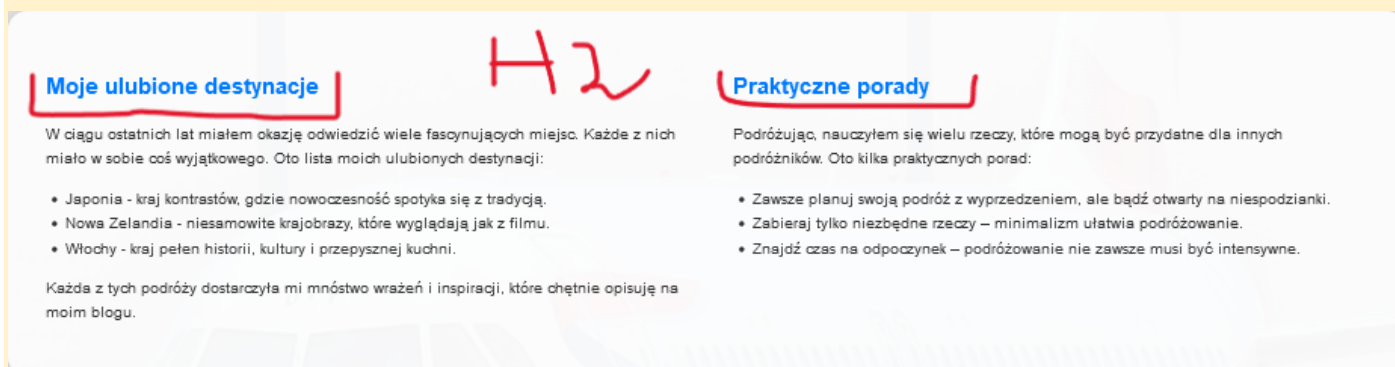 H2
Moje ulubione destynacje
W ciągu ostatnich lat miałem okazję odwiedzić wiele fascynujących miejsc. Każde z nich
miało w sobie coś wyjątkowego. Oto lista moich ulubionych destynacji:
• Japonia - kraj kontrastów, gdzie nowoczesność spotyka się z tradycją.
• Nowa Zelandia - niesamowite krajobrazy, które wyglądają jak z filmu.
• Włochy - kraj pełen historii, kultury i przepysznej kuchni.
Każda z tych podróży dostarczyła mi mnóstwo wrażeń i inspiracji, które chętnie opisuję na
moim blogu.
Praktyczne porady
Podróżując, nauczyłem się wielu rzeczy, które mogą być przydatne dla innych
podróżników. Oto kilka praktycznych porad:
• Zawsze planuj swoją podróż z wyprzedzeniem, ale bądź otwarty na niespodzianki.
• Zabieraj tylko niezbędne rzeczy – minimalizm ułatwia podróżowanie.
• Znajdź czas na odpoczynek – podróżowanie nie zawsze musi być intensywne.